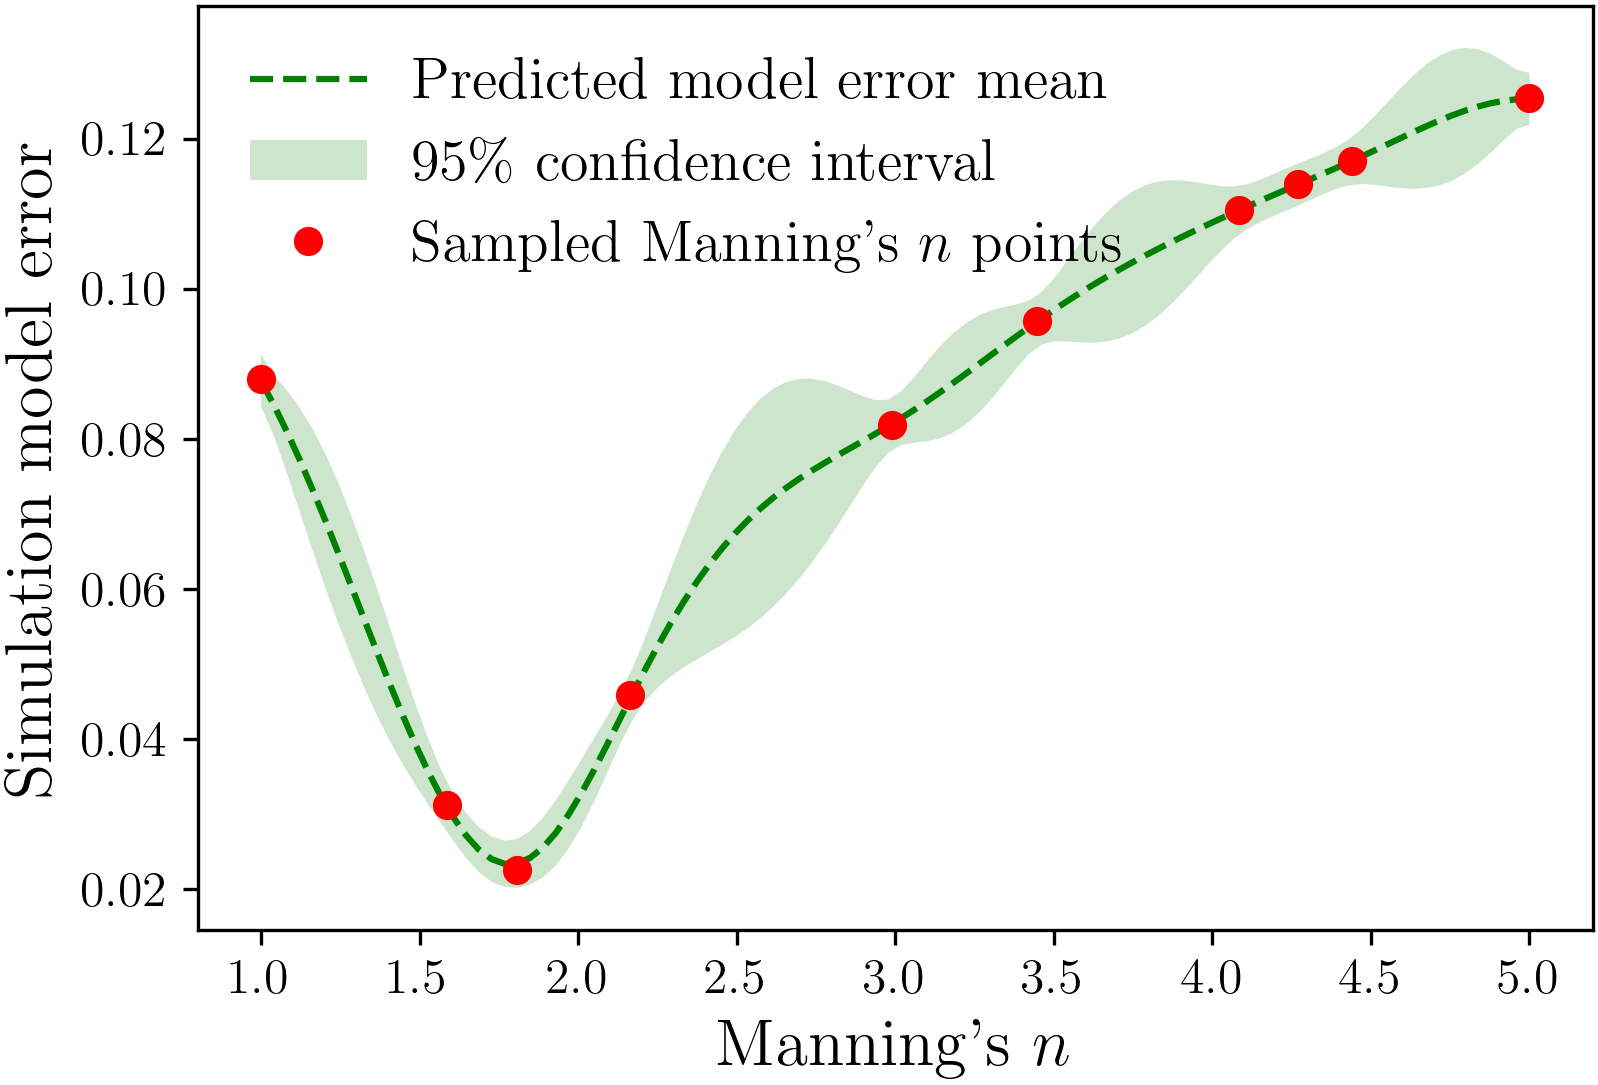 Predicted model error mean
95% confidence interval
Sampled Manning's n points
Simulation model error
0.12
0.10
0.08
0.06
0.04
0.02
1.0 1.5 2.0 2.5 3.0 3.5 4.0 4.5 5.0
Manning's n